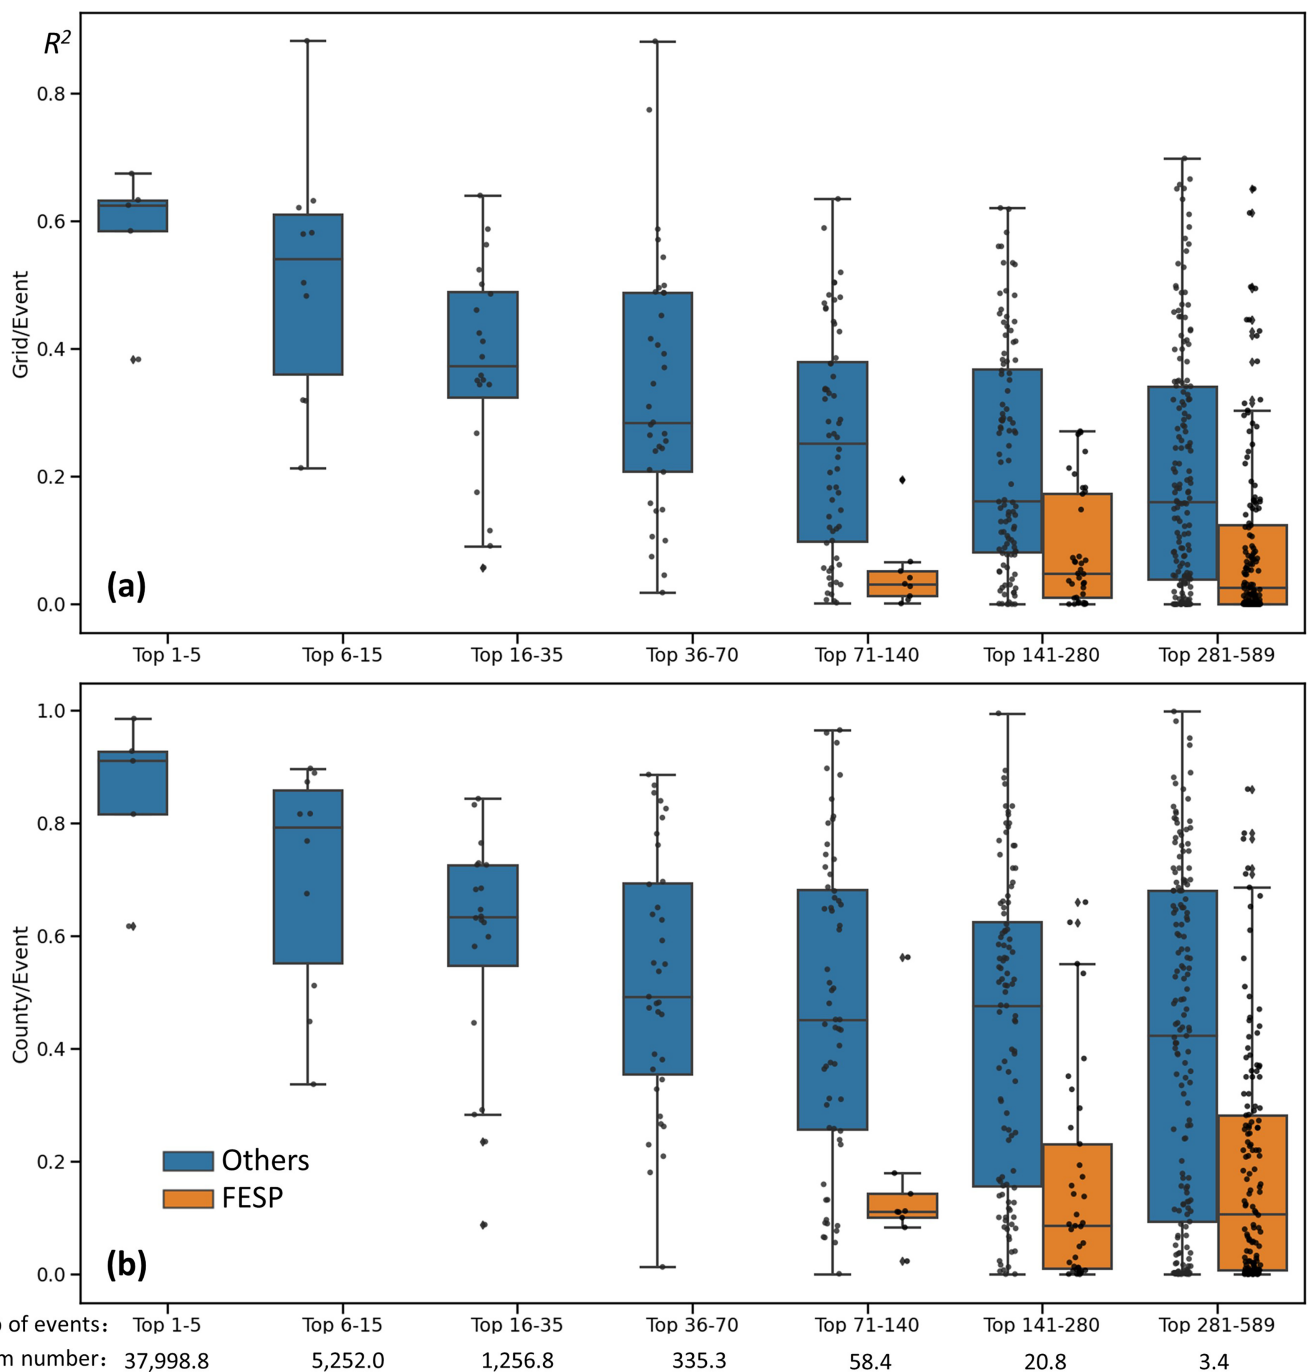 R²
0.8
0.6
0.4
0.2
0.0
Grid/Event
(a)
Top 1-5 Top 6-15 Top 16-35 Top 36-70 Top 71-140 Top 141-280 Top 281-589
1.0
0.8
0.6
0.4
0.2
0.0
County/Event
Others
FESP
(b)
of events: Top 1-5 Top 6-15 Top 16-35 Top 36-70 Top 71-140 Top 141-280 Top 281-589
number: 37,998.8 5,252.0 1,256.8 335.3 58.4 20.8 3.4